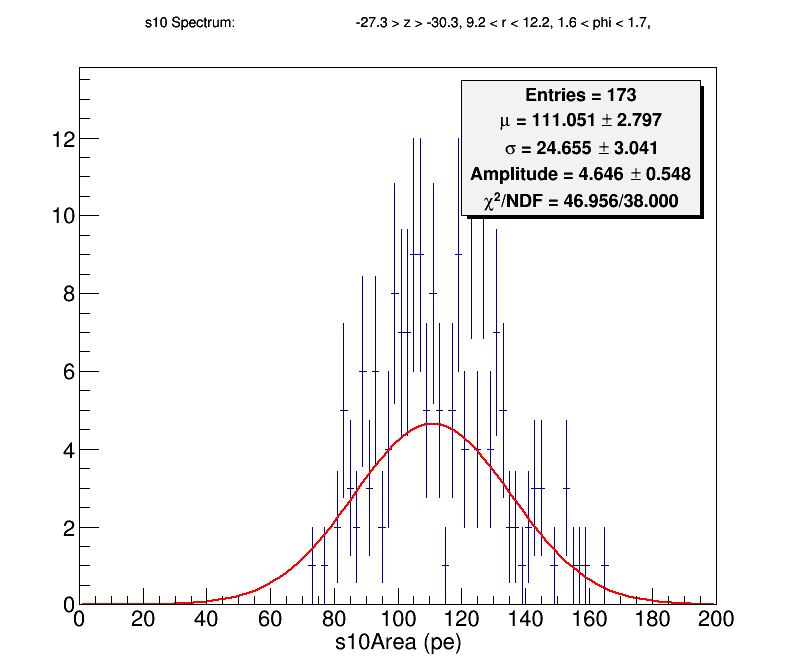 s10 Spectrum: -27.3 > z > -30.3, 9.2 < r < 12.2, 1.6 < phi < 1.7,
Entries = 173
μ = 111.051 ± 2.797
σ = 24.655 ± 3.041
Amplitude = 4.646 ± 0.548
χ²/NDF = 46.956/38.000
12
10
8
6
4
2
0
0 20 40 60 80 100 120 140 160 180 200
s10Area (pe)